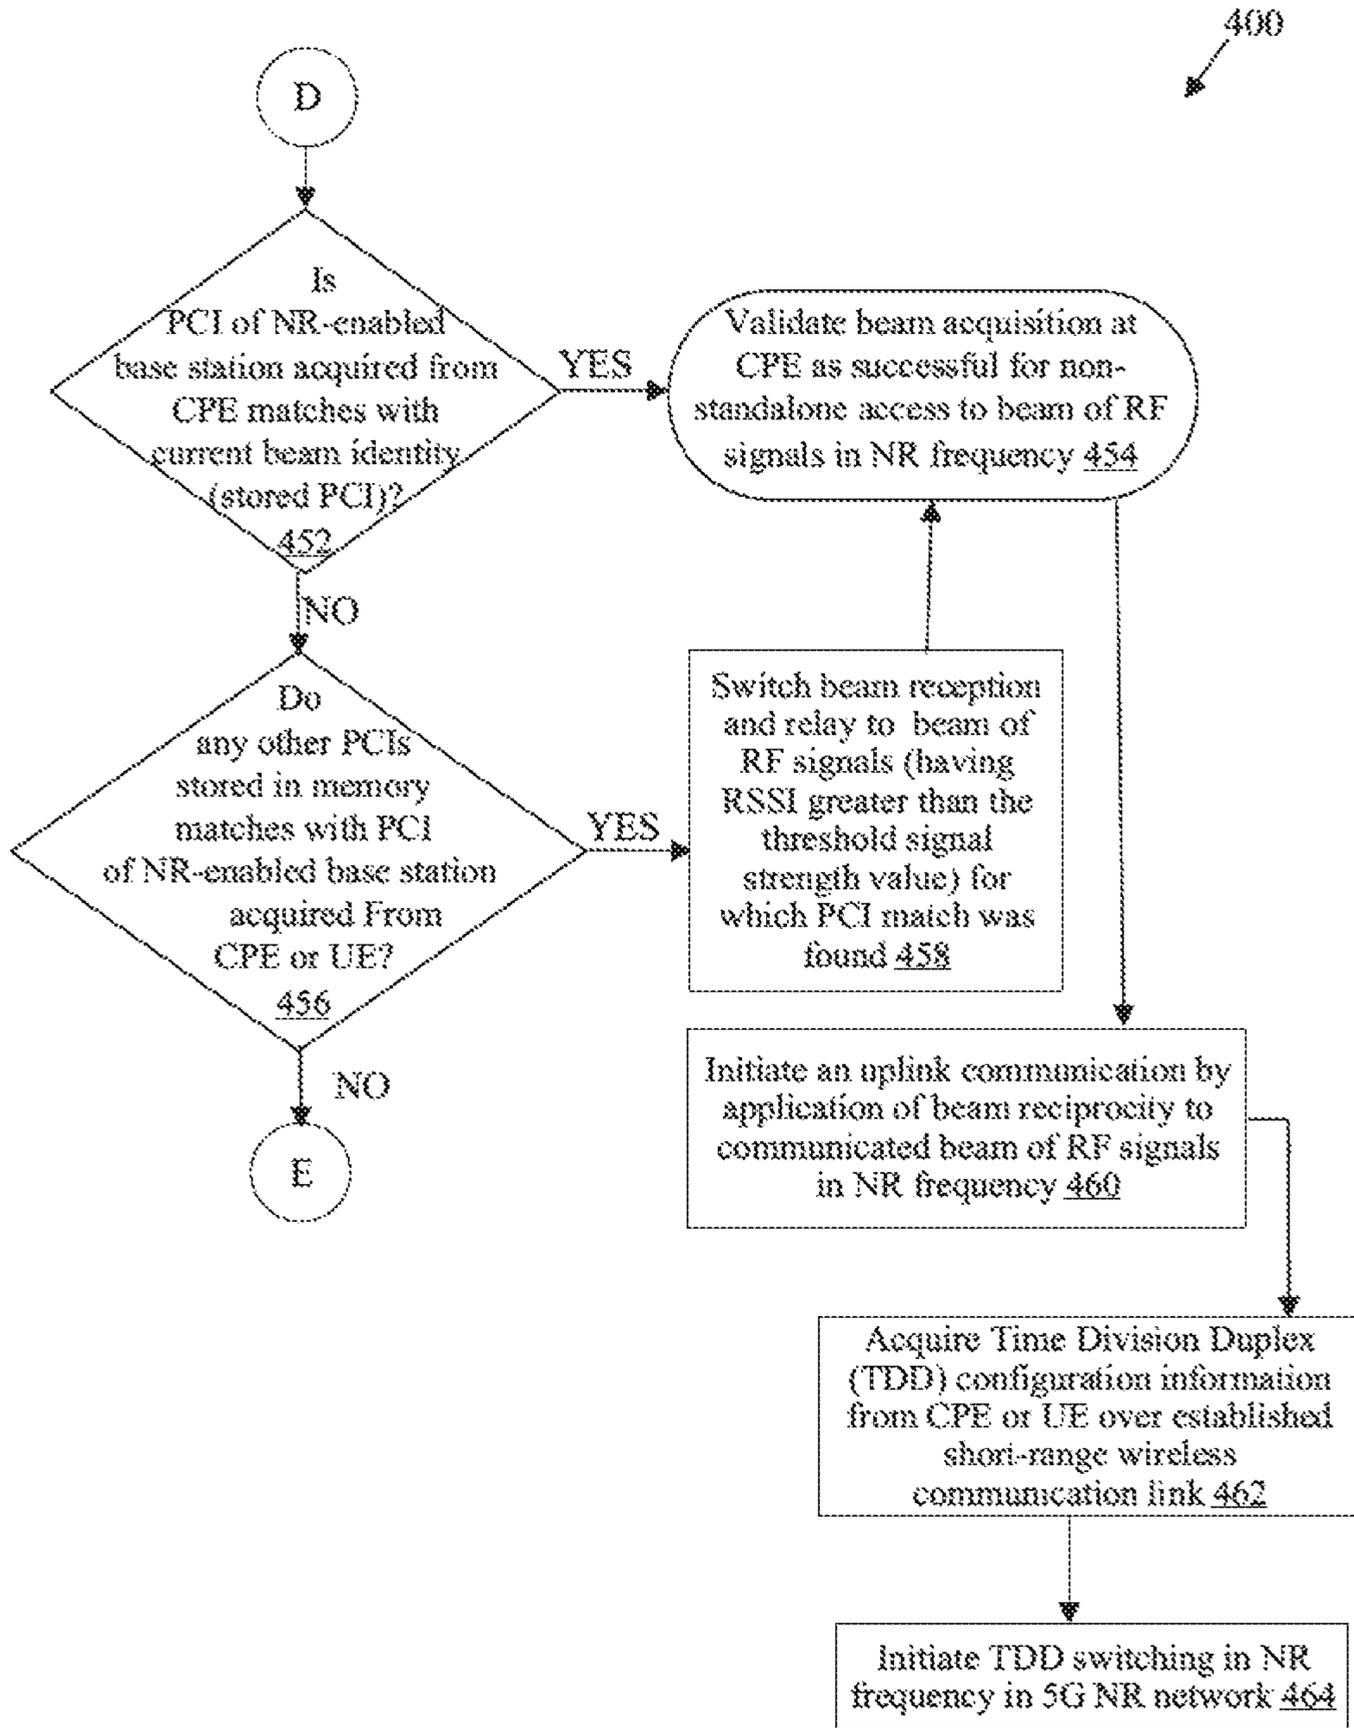 400
D
Is
PCI of NR-enabled
base station acquired from
CPE matches with
current beam identity
(stored PCI)?
452
YES
Validate beam acquisition at
CPE as successful for non-
standalone access to beam of RF
signals in NR frequency 454
NO
Do
any other PCIs
stored in memory
matches with PCI
of NR-enabled base station
acquired From
CPE or UE?
456
YES
Switch beam reception
and relay to beam of
RF signals (having
RSSI greater than the
threshold signal
strength value) for
which PCI match was
found 458
NO
E
Initiate an uplink communication by
application of beam reciprocity to
communicated beam of RF signals
in NR frequency 460
Acquire Time Division Duplex
(TDD) configuration information
from CPE or UE over established
short-range wireless
communication link 462
Initiate TDD switching in NR
frequency in 5G NR network 464